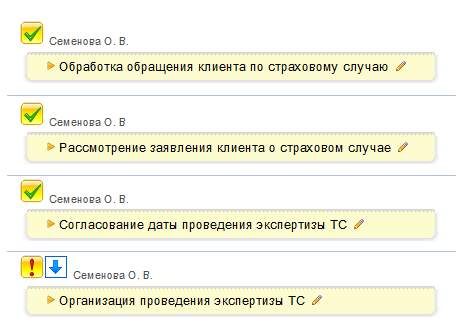 Семенова О. В.
Обработка обращения клиента по страховому случаю
Семенова О. В
Рассмотрение заявления клиента о страховом случае
Семенова О. В.
Согласование даты проведения экспертизы ТС
Семенова О. В.
Организация проведения экспертизы ТС